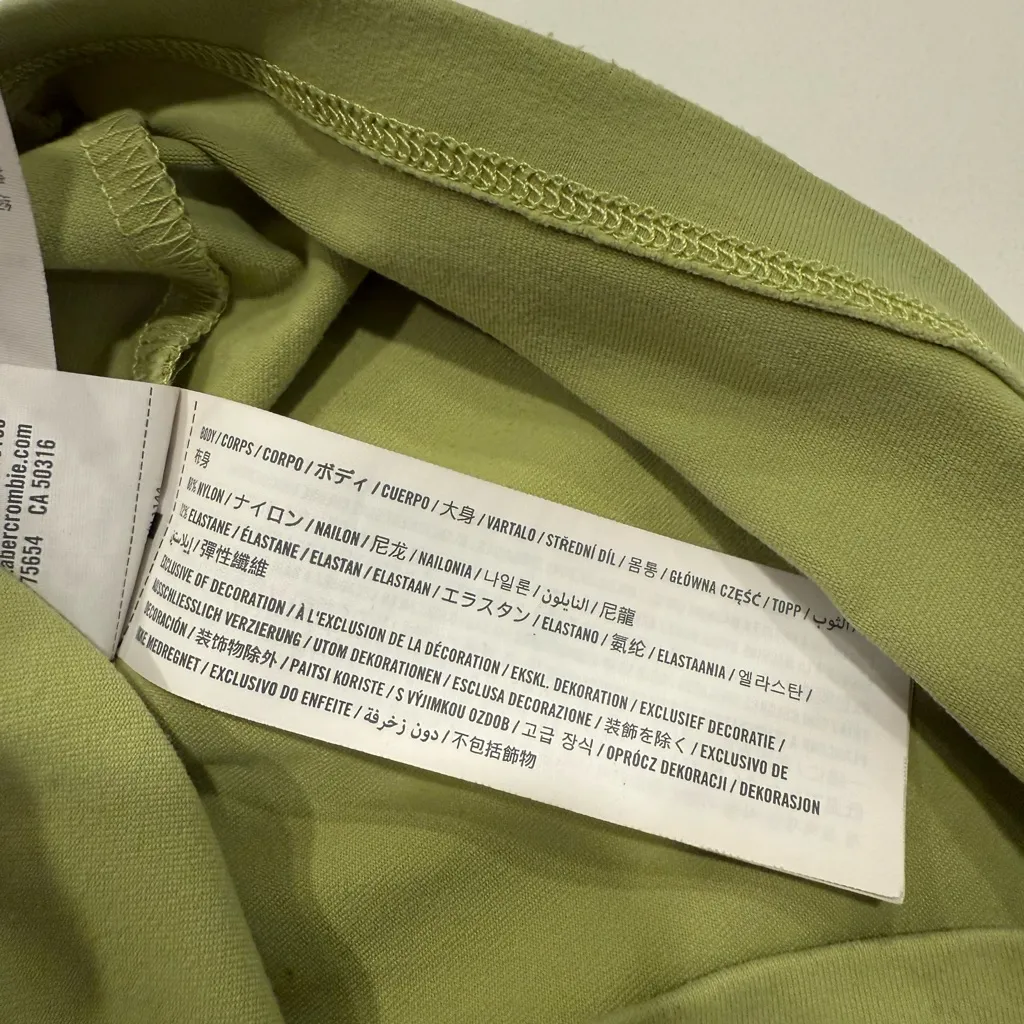 abercrombie.com
75654 CA 50316
BODY / CORPS / CORPO / ボディ / CUERPO / 大身 / VARTALO / STŘEDNÍ DÍL / 몸통 / GŁÓWNA CZĘŚĆ / TOPP / الثوب /
布身
NYLON / ナイロン / NAILON / 尼龙 / NAILONIA / 나일론 / النايلون / 尼龍
12% ELASTANE / ÉLASTANE / ELASTAN / ELASTAAN / エラスタン / ELASTANO / 氨纶 / ELASTAANIA / 엘라스탄 /
إيلاستين / 彈性纖維
EXCLUSIVE OF DECORATION / À L'EXCLUSION DE LA DÉCORATION / EKSKL. DEKORATION / EXCLUSIEF DECORATIE /
AUSSCHLIESSLICH VERZIERUNG / UTOM DEKORATIONEN / ESCLUSA DECORAZIONE / 装飾を除く / EXCLUSIVO DE
DECORACIÓN / 装饰物除外 / PAITSI KORISTE / S VÝJIMKOU OZDOB / 고급 장식 / OPRÓCZ DEKORACJI / DEKORASJON
IKKE MEDREGNET / EXCLUSIVO DO ENFEITE / دون زخرفة / 不包括飾物